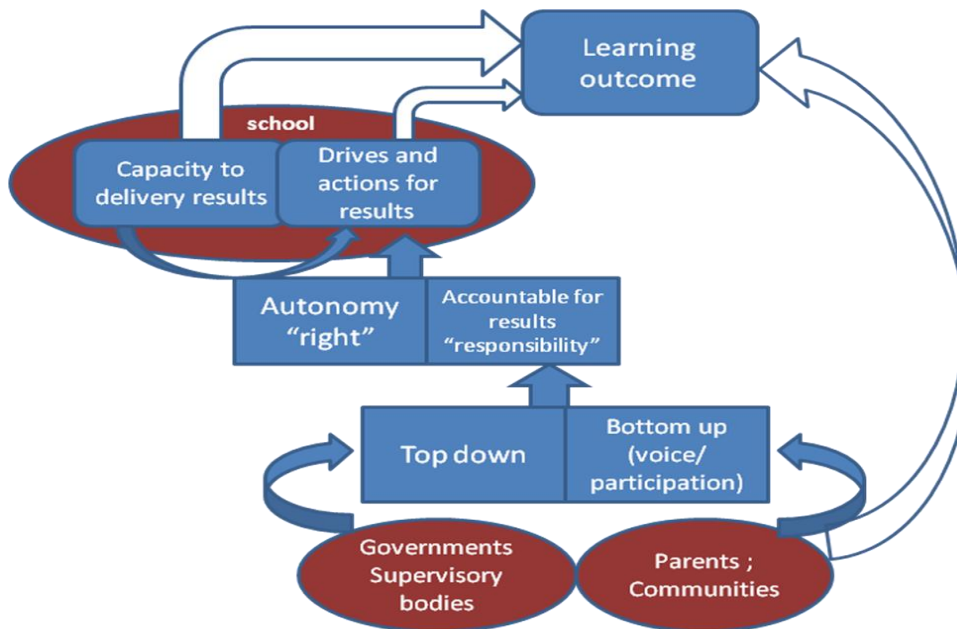 Learning
outcome
school
Capacity to
delivery results
Drives and
actions for
results
Autonomy
“right”
Accountable for
results
“responsibility”
Top down
Bottom up
(voice/
participation)
Governments
Supervisory
bodies
Parents ;
Communities